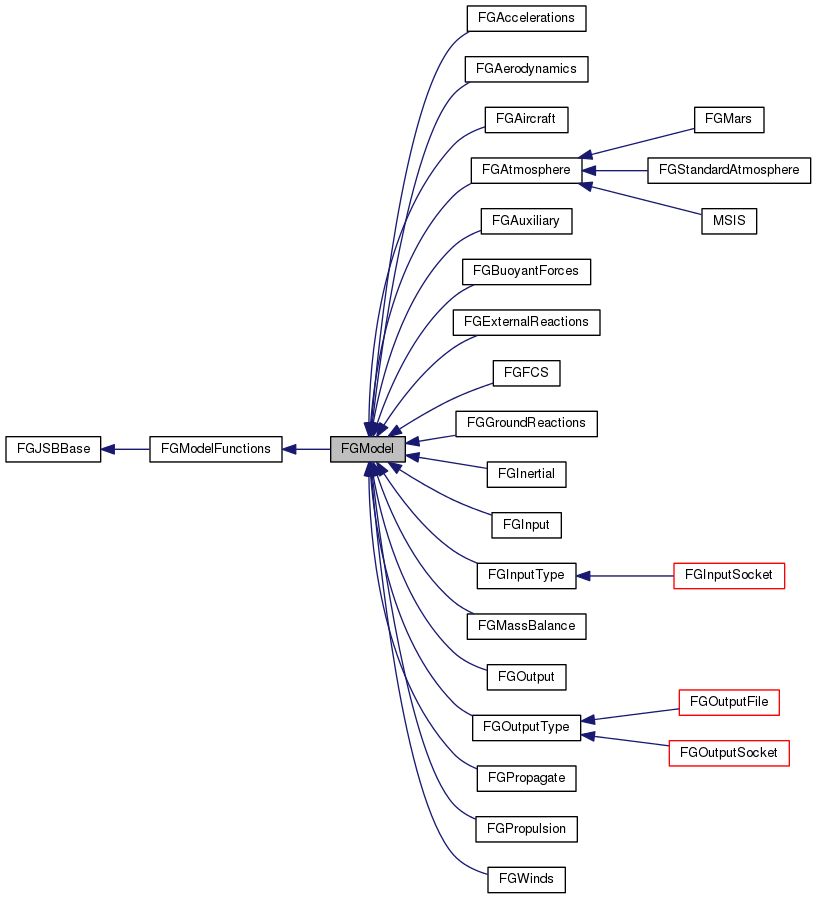 FGAccelerations
FGAerodynamics
FGAircraft
FGMars
FGAtmosphere
FGStandardAtmosphere
FGAuxiliary
MSIS
FGBuoyantForces
FGExternalReactions
FGFCS
FGGroundReactions
FGJSBBase
FGModelFunctions
FGModel
FGInertial
FGInput
FGInputType
FGInputSocket
FGMassBalance
FGOutput
FGOutputFile
FGOutputType
FGOutputSocket
FGPropagate
FGPropulsion
FGWinds